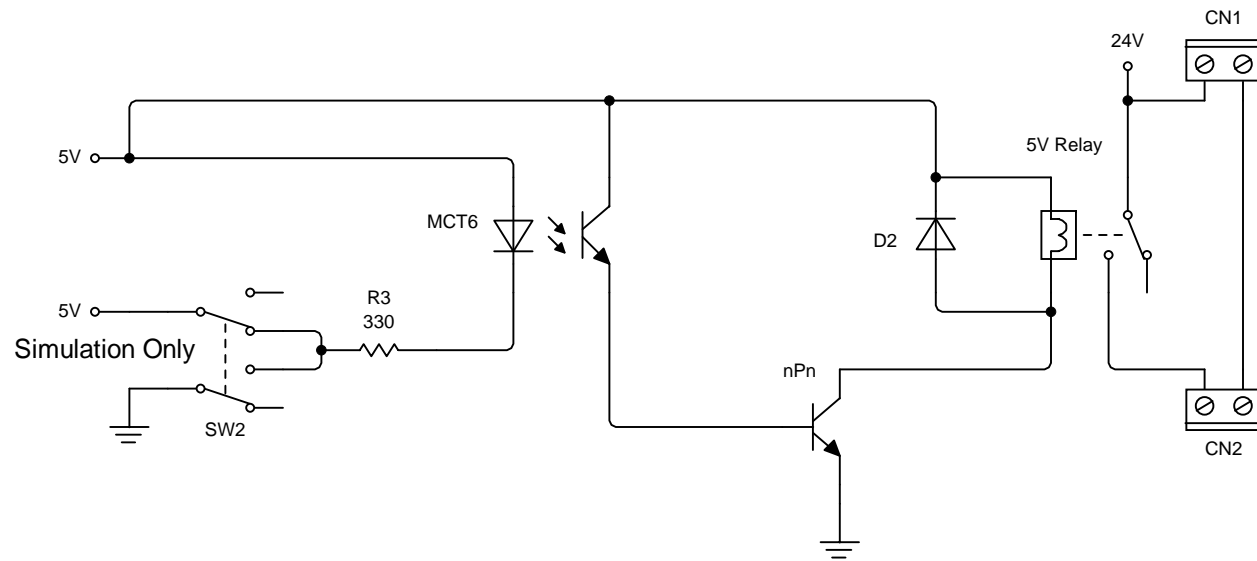 CN1
24V
5V Relay
5V
MCT6
D2
R3
330
5V
Simulation Only
nPn
SW2
CN2